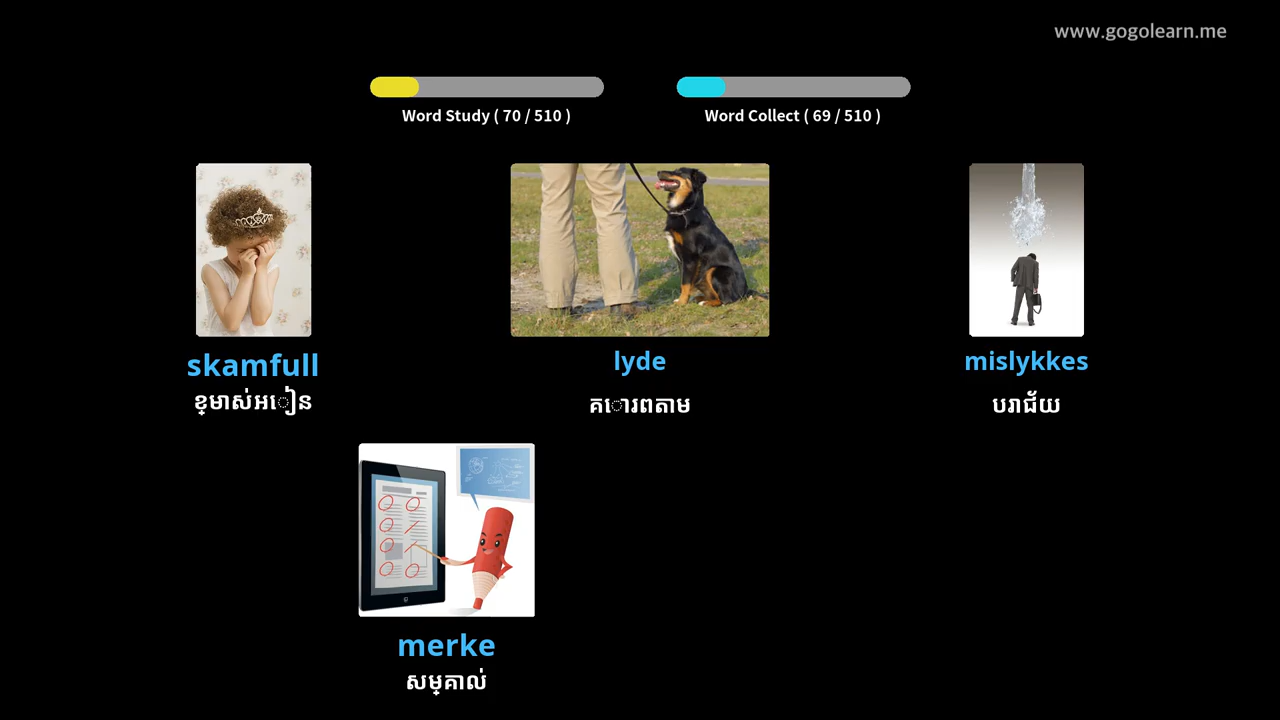 www.gogolearn.me
Word Study ( 70 / 510 )
Word Collect ( 69 / 510 )
skamfull
ខ្មាស់អៀន
lyde
គោរពតាម
mislykkes
បរាជ័យ
merke
សម្គាល់